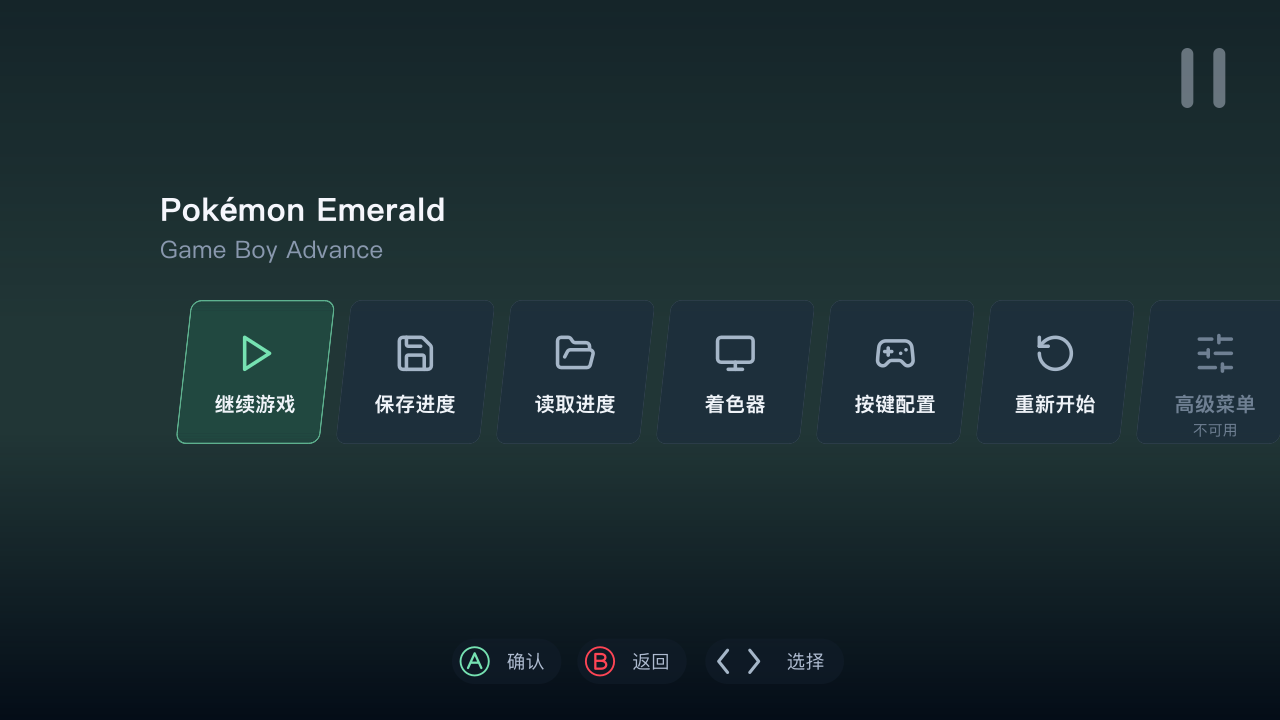 Pokémon Emerald
Game Boy Advance
继续游戏
保存进度
读取进度
着色器
按键配置
重新开始
高级菜单
不可用
A 确认
B 返回
选择